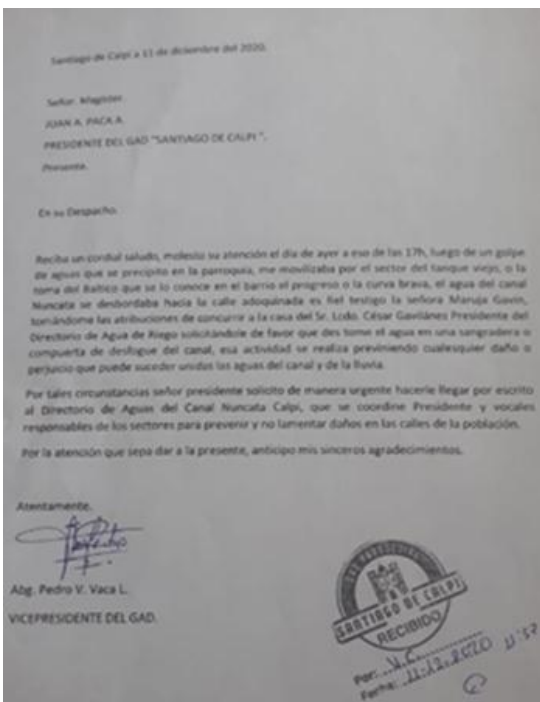 Santiago de Calpi a 11 de diciembre del 2020.
Señor. Magister.
JUAN A. PACA A.
PRESIDENTE DEL GAD "SANTIAGO DE CALPI ".
Presente.
En su Despacho.
Reciba un cordial saludo, molesto su atención el día de ayer a eso de las 17h, luego de un golpe
de aguas que se precipito en la parroquia, me movilizaba por el sector del tanque viejo, o la
toma del Baltico que se lo conoce en el barrio el progreso o la curva brava, el agua del canal
Nuncata se desbordaba hacia la calle adoquinada es fiel testigo la señora Maruja Gavin,
tomándome las atribuciones de concurrir a la casa del Sr. Lcdo. César Gavilánes Presidente del
Directorio de Agua de Riego solicitándole de favor que des tome el agua en una sangradera o
compuerta de desfogue del canal, esa actividad se realiza previniendo cualesquier daño o
perjuicio que puede suceder unidas las aguas del canal y de la lluvia.
Por tales circunstancias señor presidente solicito de manera urgente hacerle llegar por escrito
al Directorio de Aguas del Canal Nuncata Calpi, que se coordine Presidente y vocales
responsables de los sectores para prevenir y no lamentar daños en las calles de la población.
Por la atención que sepa dar a la presente, anticipo mis sinceros agradecimientos.
Atentamente.
Abg. Pedro V. Vaca L.
VICEPRESIDENTE DEL GAD.
SANTIAGO DE CALPI
RECIBIDO
Por: V.C.
Fecha: 11-12-2020 11:37